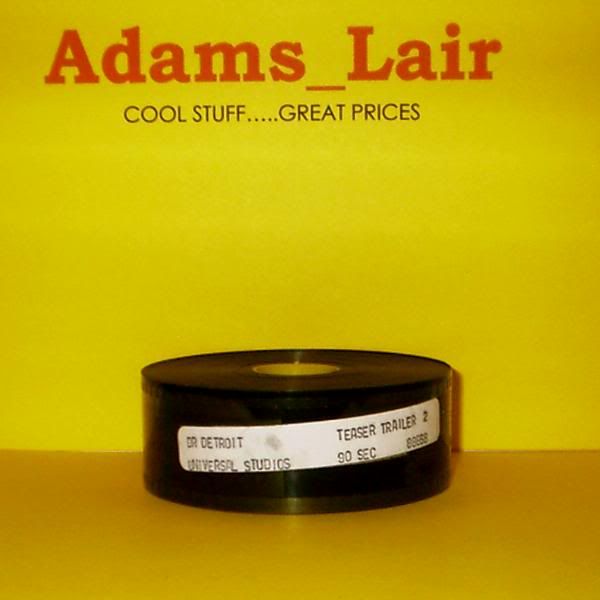 Adams_Lair
COOL STUFF.....GREAT PRICES
DR DETROIT TEASER TRAILER 2
UNIVERSAL STUDIOS 90 SEC